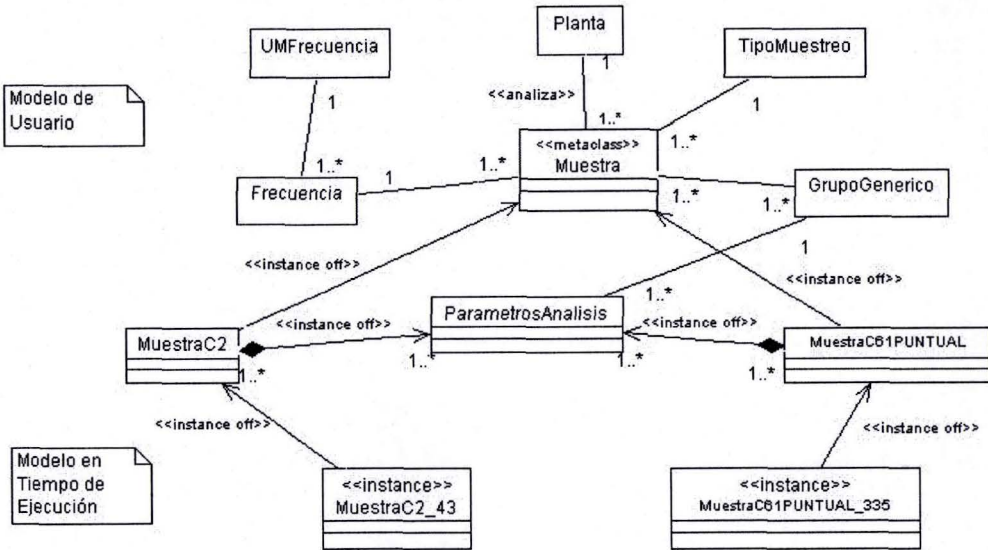 Planta
UMFrecuencia
TipoMuestreo
1
Modelo de
Usuario
1
<<analiza>>
1
1..*
1..*
1..*
<<metaclass>>
Muestra
1..*
1
Frecuencia
GrupoGenerico
1..*
1..*
<<instance off>>
1
<<instance off>>
1..*
ParametrosAnalisis
<<instance off>>
<<instance off>>
MuestraC2
MuestraC61PUNTUAL
1..*
1..*
1..*
1..*
<<instance off>>
<<instance off>>
Modelo en
Tiempo de
Ejecución
<<instance>>
MuestraC2_43
<<instance>>
MuestraC61PUNTUAL_335